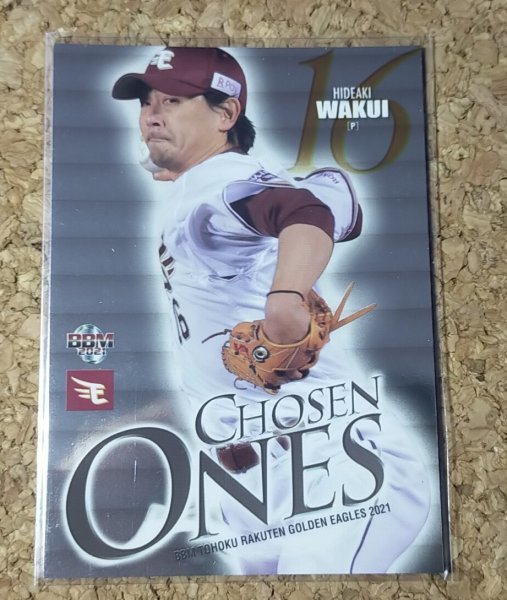 16
HIDEAKI
WAKUI
[P]
BBM
2021
CHOSEN
ONES
BBM TOHOKU RAKUTEN GOLDEN EAGLES 2021